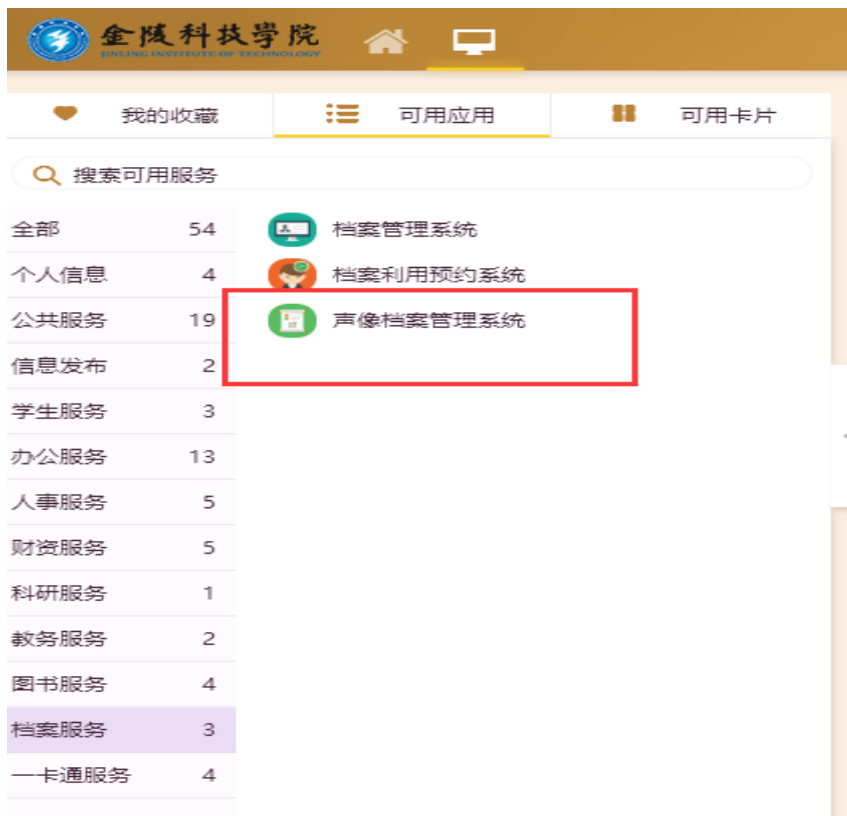 金陵科技學院
JINLING INSTITUTE OF TECHNOLOGY
我的收藏 可用应用 可用卡片
搜索可用服务
全部 54
个人信息 4
公共服务 19
信息发布 2
学生服务 3
办公服务 13
人事服务 5
财资服务 5
科研服务 1
教务服务 2
图书服务 4
档案服务 3
一卡通服务 4
档案管理系统
档案利用预约系统
声像档案管理系统